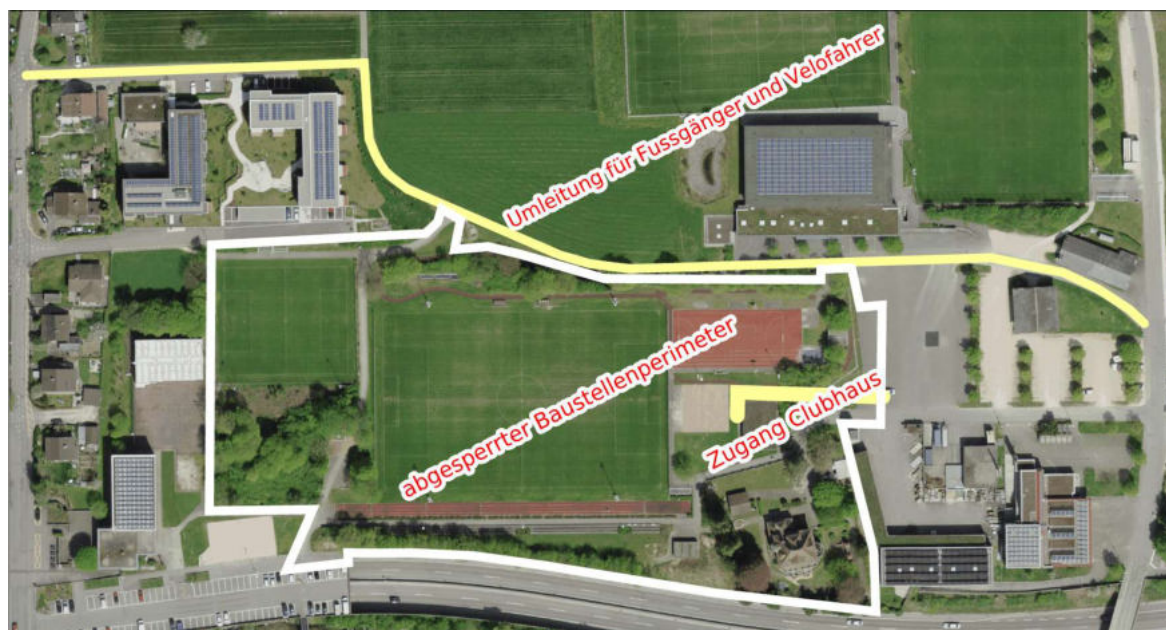 Umleitung für Fussgänger und Velofahrer
abgesperrter Baustellenperimeter
Zugang Clubhaus